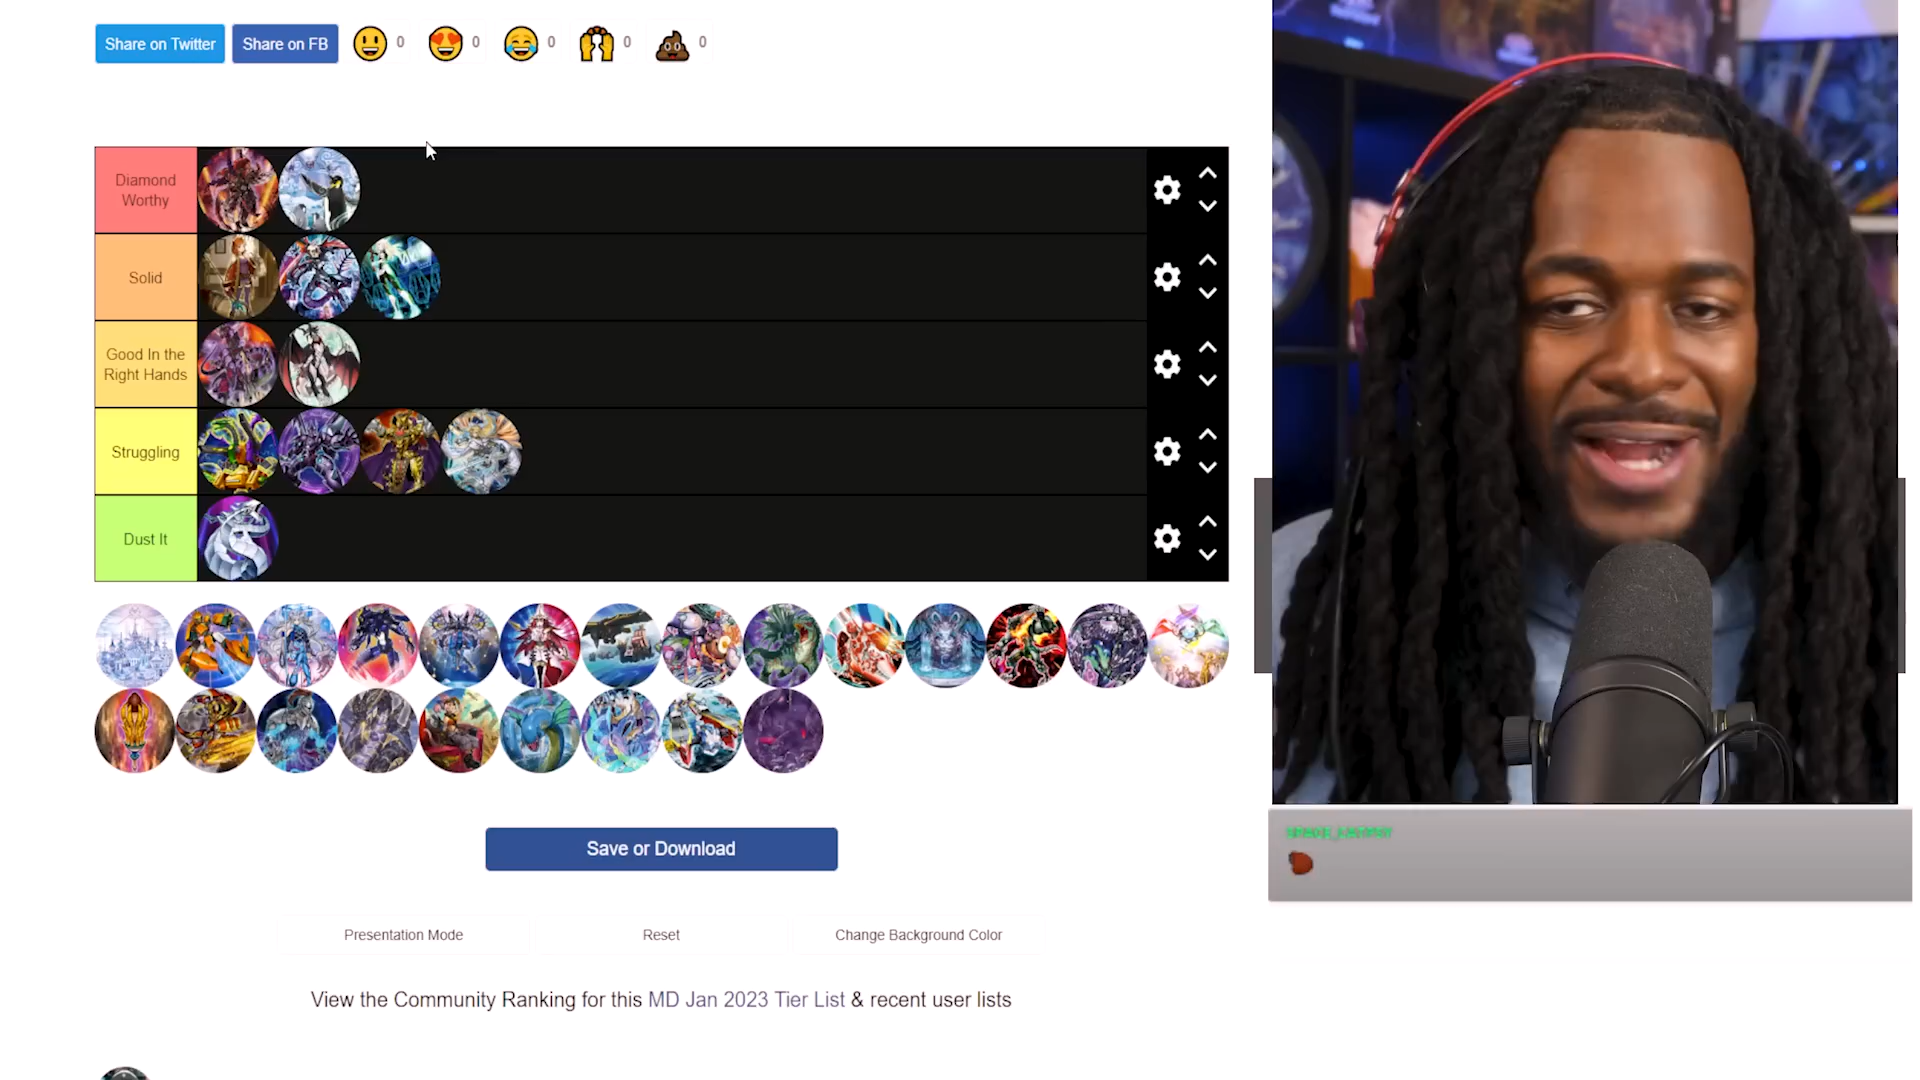 Share on Twitter
Share on FB
0
0
0
0
0
Diamond
Worthy
Solid
Good In the
Right Hands
Struggling
Dust It
Save or Download
Presentation Mode
Reset
Change Background Color
View the Community Ranking for this MD Jan 2023 Tier List & recent user lists